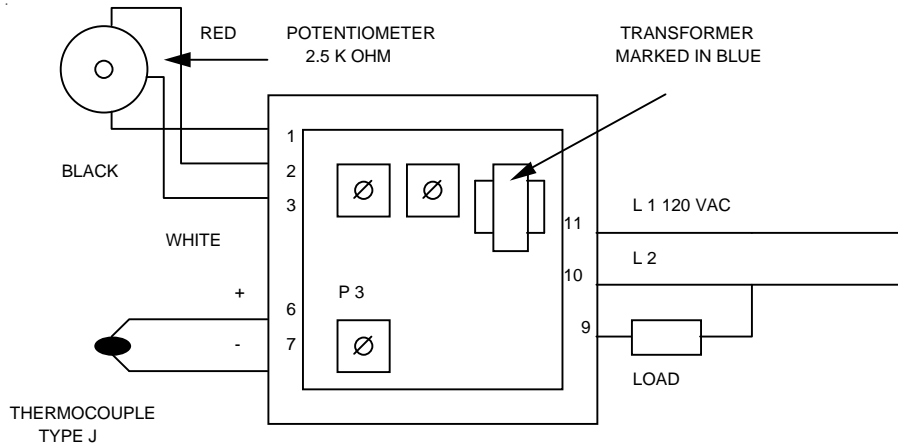 RED
POTENTIOMETER
2.5 K OHM
TRANSFORMER
MARKED IN BLUE
1
2
3
BLACK
WHITE
L 1 120 VAC
11
L 2
10
9
LOAD
+
6
P 3
-
7
THERMOCOUPLE
TYPE J